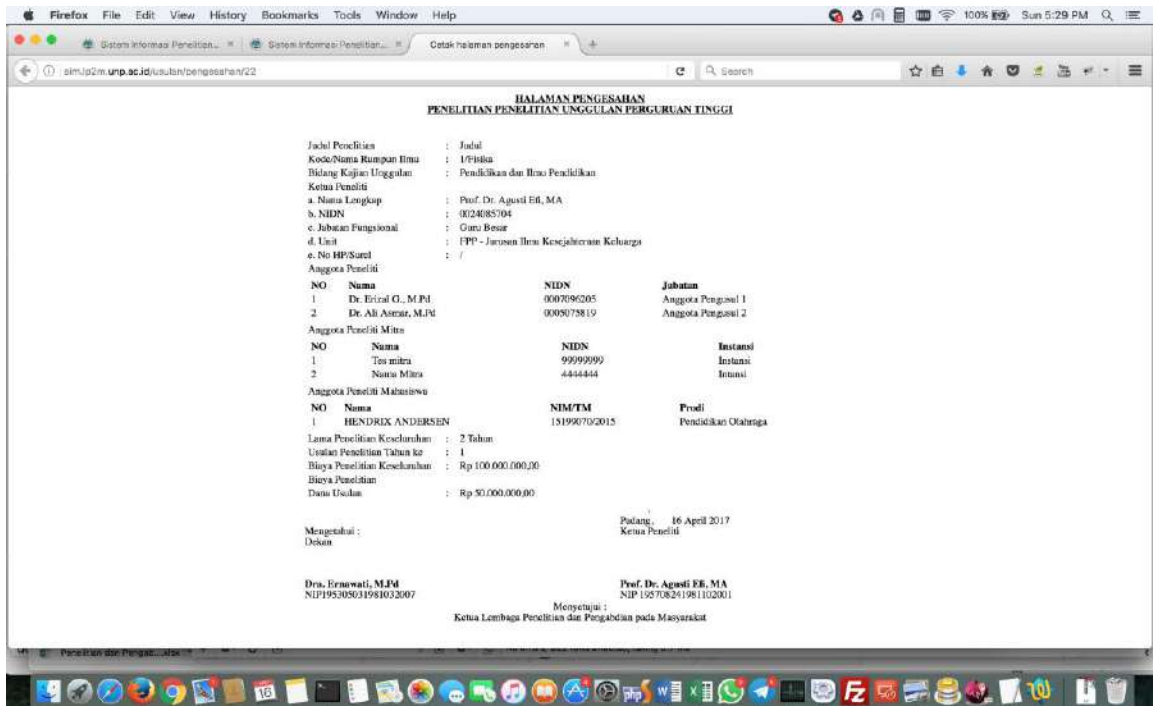 Firefox File Edit View History Bookmarks Tools Window Help 100% Sun 5:29 PM
Sistem Informasi Penelitian... Sistem Informasi Penelitian... Cetak halaman pengesahan
simlp2m.unp.ac.id/usulan/pengesahan/22 Search
HALAMAN PENGESAHAN
PENELITIAN PENELITIAN UNGGULAN PERGURUAN TINGGI
Judul Penelitian : Judul
Kode/Nama Rumpun Ilmu : 1/Fisika
Bidang Kajian Unggulan : Pendidikan dan Ilmu Pendidikan
Ketua Peneliti
a. Nama Lengkap : Prof. Dr. Agusti Efi, MA
b. NIDN : 0024085704
c. Jabatan Fungsional : Guru Besar
d. Unit : FPP - Jurusan Ilmu Kesejahteraan Keluarga
e. No HP/Surel : /
Anggota Peneliti
NO Nama NIDN Jabatan
1 Dr. Erizal G., M.Pd 0007096205 Anggota Pengusul 1
2 Dr. Ali Asmar, M.Pd 0005075819 Anggota Pengusul 2
Anggota Peneliti Mitra
NO Nama NIDN Instansi
1 Tes mitra 99999999 Instansi
2 Nama Mitra 4444444 Intansi
Anggota Peneliti Mahasiswa
NO Nama NIM/TM Prodi
1 HENDRIX ANDERSEN 15199070/2015 Pendidikan Olahraga
Lama Penelitian Keseluruhan : 2 Tahun
Usulan Penelitian Tahun ke : 1
Biaya Penelitian Keseluruhan : Rp 100.000.000,00
Biaya Penelitian
Dana Usulan : Rp 50.000.000,00
Padang, 16 April 2017
Mengetahui : Ketua Peneliti
Dekan
Dra. Ernawati, M.Pd Prof. Dr. Agusti Efi, MA
NIP195305031981032007 NIP 195708241981102001
Menyetujui :
Ketua Lembaga Penelitian dan Pengabdian pada Masyarakat
Penelitian dan Pengab...xlsx
16
php